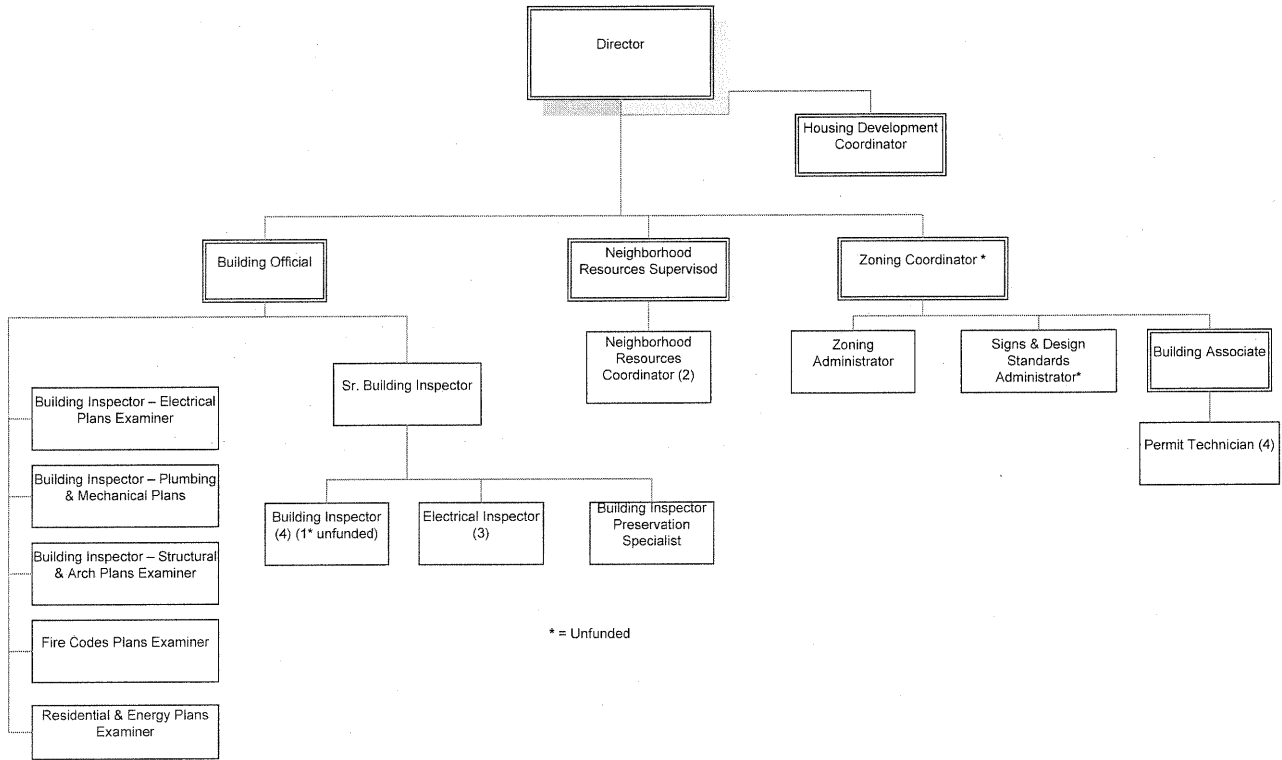 Director
Housing Development
Coordinator
Building Official
Neighborhood
Resources Supervisod
Zoning Coordinator *
Neighborhood
Resources
Coordinator (2)
Zoning
Administrator
Signs & Design
Standards
Administrator*
Building Associate
Permit Technician (4)
Sr. Building Inspector
Building Inspector – Electrical
Plans Examiner
Building Inspector – Plumbing
& Mechanical Plans
Building Inspector – Structural
& Arch Plans Examiner
Fire Codes Plans Examiner
Residential & Energy Plans
Examiner
Building Inspector
(4) (1* unfunded)
Electrical Inspector
(3)
Building Inspector
Preservation
Specialist
* = Unfunded